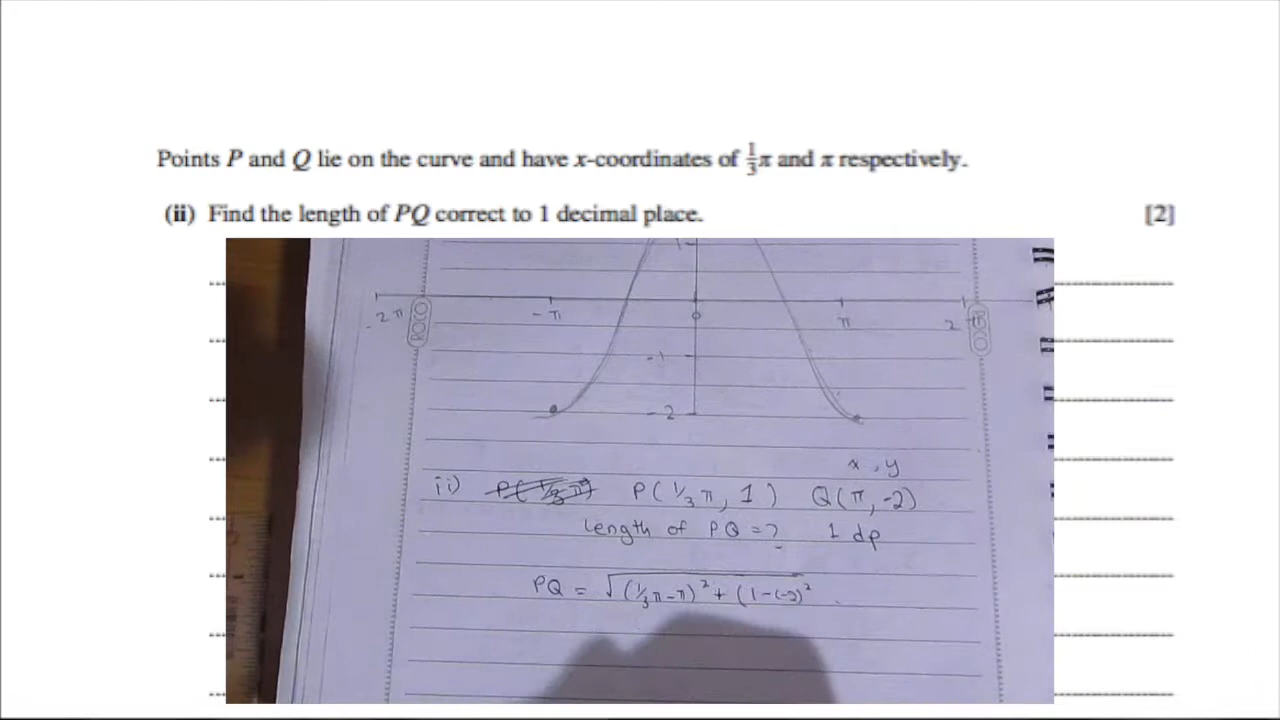 Points P and Q lie on the curve and have x-coordinates of 1/3π and π respectively.
(ii) Find the length of PQ correct to 1 decimal place. [2]
1
-2π -π 0 π 2π
ROCO
-1
-2
x, y
ii) P(1/3π, 1) Q(π, -2)
Length of PQ = ? 1 dp
PQ = √(1/3π-π)² + (1-(-2)²